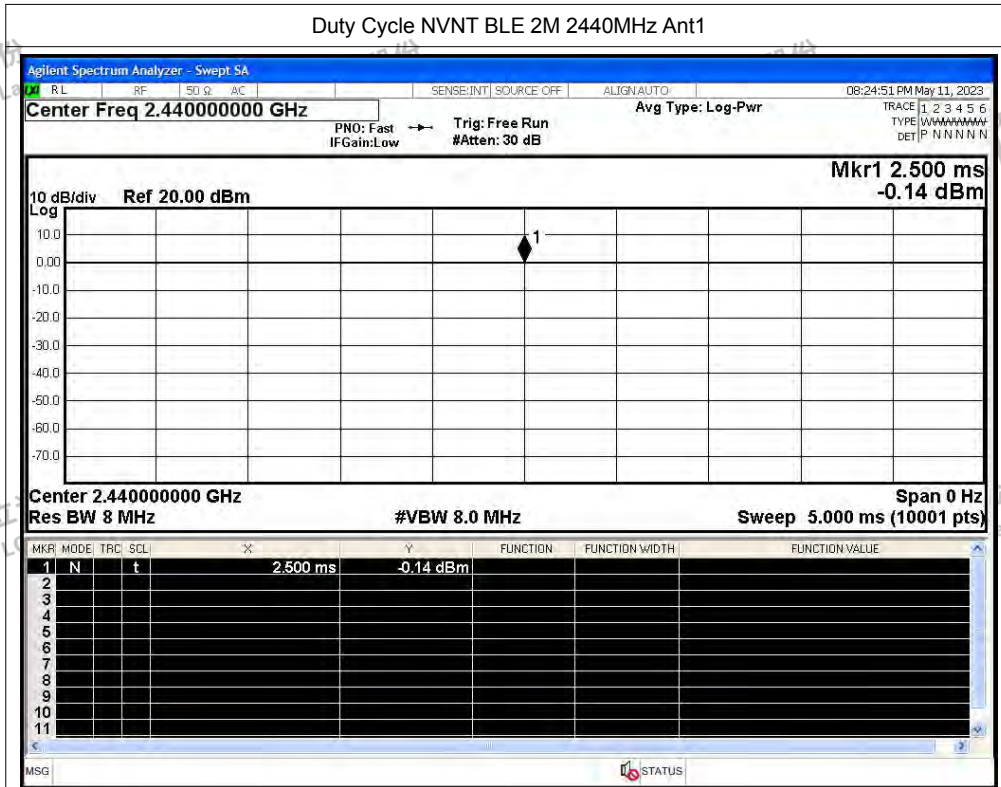 Duty Cycle NVNT BLE 2M 2440MHz Ant1
Agilent Spectrum Analyzer - Swept SA
RL RF 50 Ω AC SENSE:INT SOURCE OFF ALIGN AUTO 08:24:51 PM May 11, 2023
Center Freq 2.440000000 GHz
PNO: Fast
IFGain:Low
Trig: Free Run
#Atten: 30 dB
Avg Type: Log-Pwr
TRACE 1 2 3 4 5 6
TYPE WWWWWW
DET P N N N N N
Mkr1 2.500 ms
-0.14 dBm
10 dB/div Ref 20.00 dBm
Log
10.0
0.00
-10.0
-20.0
-30.0
-40.0
-50.0
-60.0
-70.0
1
Center 2.440000000 GHz Span 0 Hz
Res BW 8 MHz #VBW 8.0 MHz Sweep 5.000 ms (10001 pts)
MKR MODE TRC SCL X Y FUNCTION FUNCTION WIDTH FUNCTION VALUE
1 N t 2.500 ms -0.14 dBm
2
3
4
5
6
7
8
9
10
11
MSG STATUS